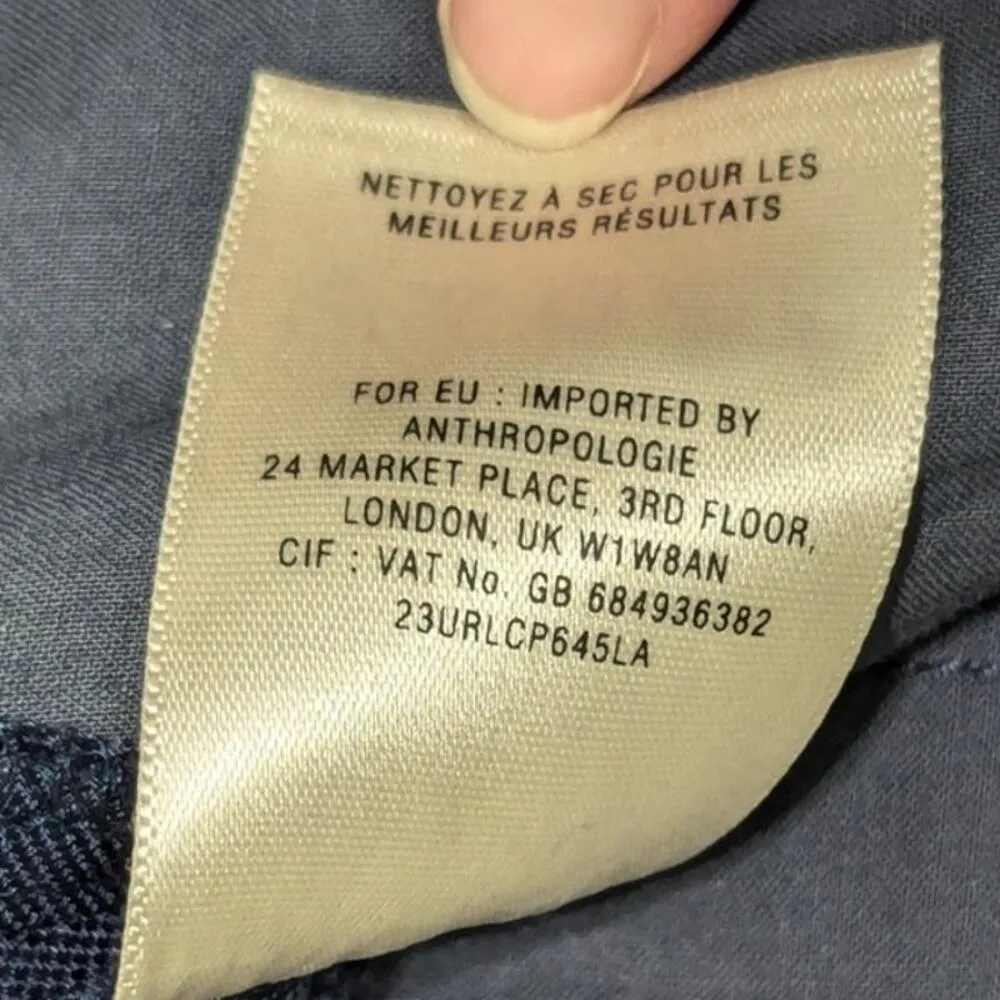 NETTOYEZ À SEC POUR LES
MEILLEURS RÉSULTATS
FOR EU : IMPORTED BY
ANTHROPOLOGIE
24 MARKET PLACE, 3RD FLOOR,
LONDON, UK W1W8AN
CIF : VAT No. GB 684936382
23URLCP645LA